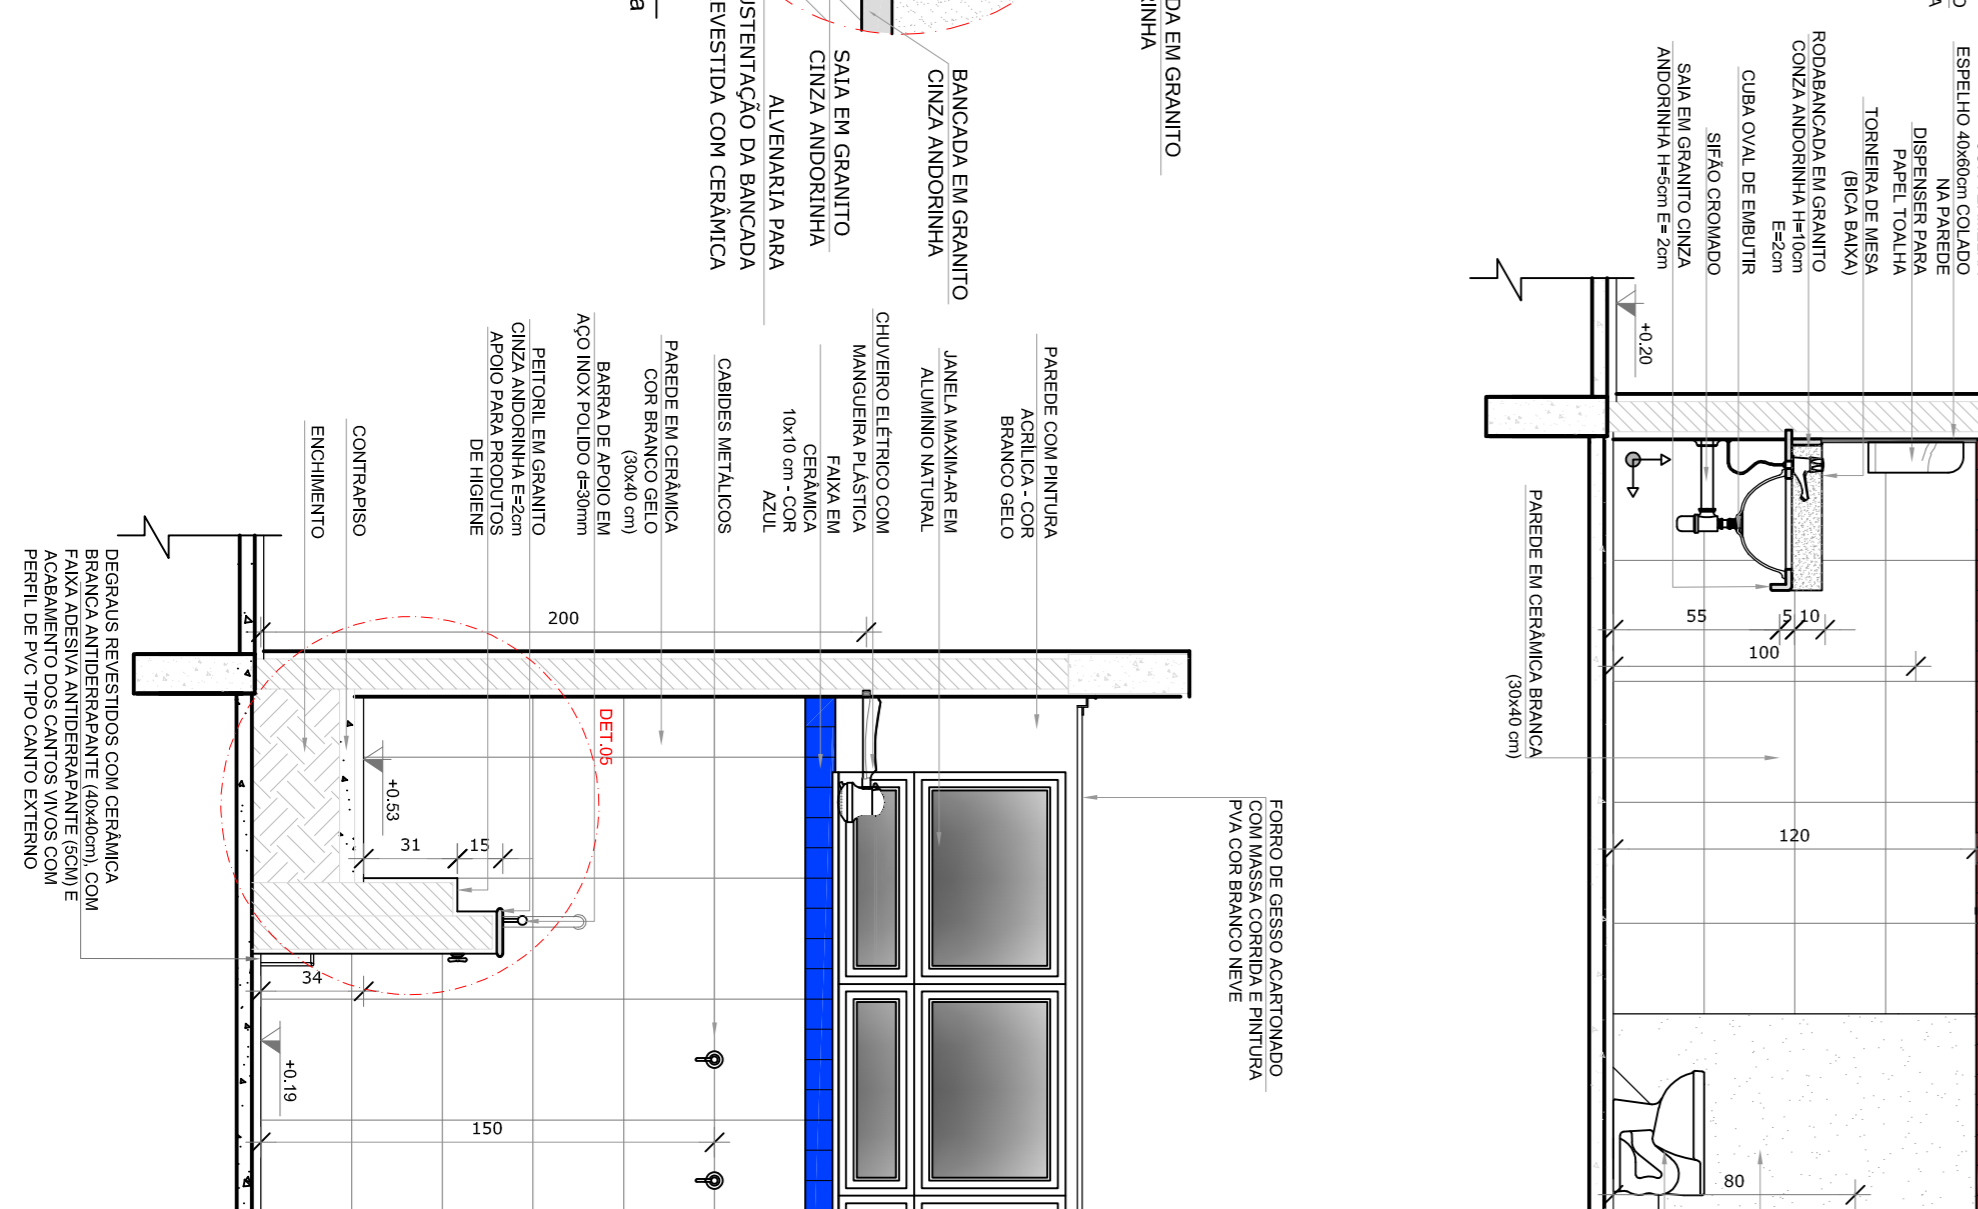 DA EM GRANITO
RINHA
BANCADA EM GRANITO
CINZA ANDORINHA
SAIA EM GRANITO
CINZA ANDORINHA
ALVENARIA PARA
USTENTAÇÃO DA BANCADA
EVESTIDA COM CERÂMICA
a
ESPELHO 40x60cm COLADO
NA PAREDE
DISPENSER PARA
PAPEL TOALHA
TORNEIRA DE MESA
(BICA BAIXA)
RODABANCADA EM GRANITO
CONZA ANDORINHA H=10cm
E=2cm
CUBA OVAL DE EMBUTIR
SIFÃO CROMADO
SAIA EM GRANITO CINZA
ANDORINHA H=5cm E= 2cm
+0.20
PAREDE EM CERÂMICA BRANCA
(30x40 cm)
55
5
10
100
120
80
PAREDE COM PINTURA
ACRÍLICA - COR
BRANCO GELO
JANELA MAXIM-AR EM
ALUMÍNIO NATURAL
CHUVEIRO ELÉTRICO COM
MANGUEIRA PLÁSTICA
FAIXA EM
CERÂMICA
10x10 cm - COR
AZUL
CABIDES METÁLICOS
PAREDE EM CERÂMICA
COR BRANCO GELO
(30x40 cm)
BARRA DE APOIO EM
AÇO INOX POLIDO d=30mm
PEITORIL EM GRANITO
CINZA ANDORINHA E=2cm
APOIO PARA PRODUTOS
DE HIGIENE
CONTRAPISO
ENCHIMENTO
DEGRAUS REVESTIDOS COM CERÂMICA
BRANCA ANTIDERRAPANTE (40x40cm), COM
FAIXA ADESIVA ANTIDERRAPANTE (5CM) E
ACABAMENTO DOS CANTOS VIVOS COM
PERFIL DE PVC TIPO CANTO EXTERNO
FORRO DE GESSO ACARTONADO
COM MASSA CORRIDA E PINTURA
PVA COR BRANCO NEVE
200
DET.05
+0.53
31
15
34
+0.19
150